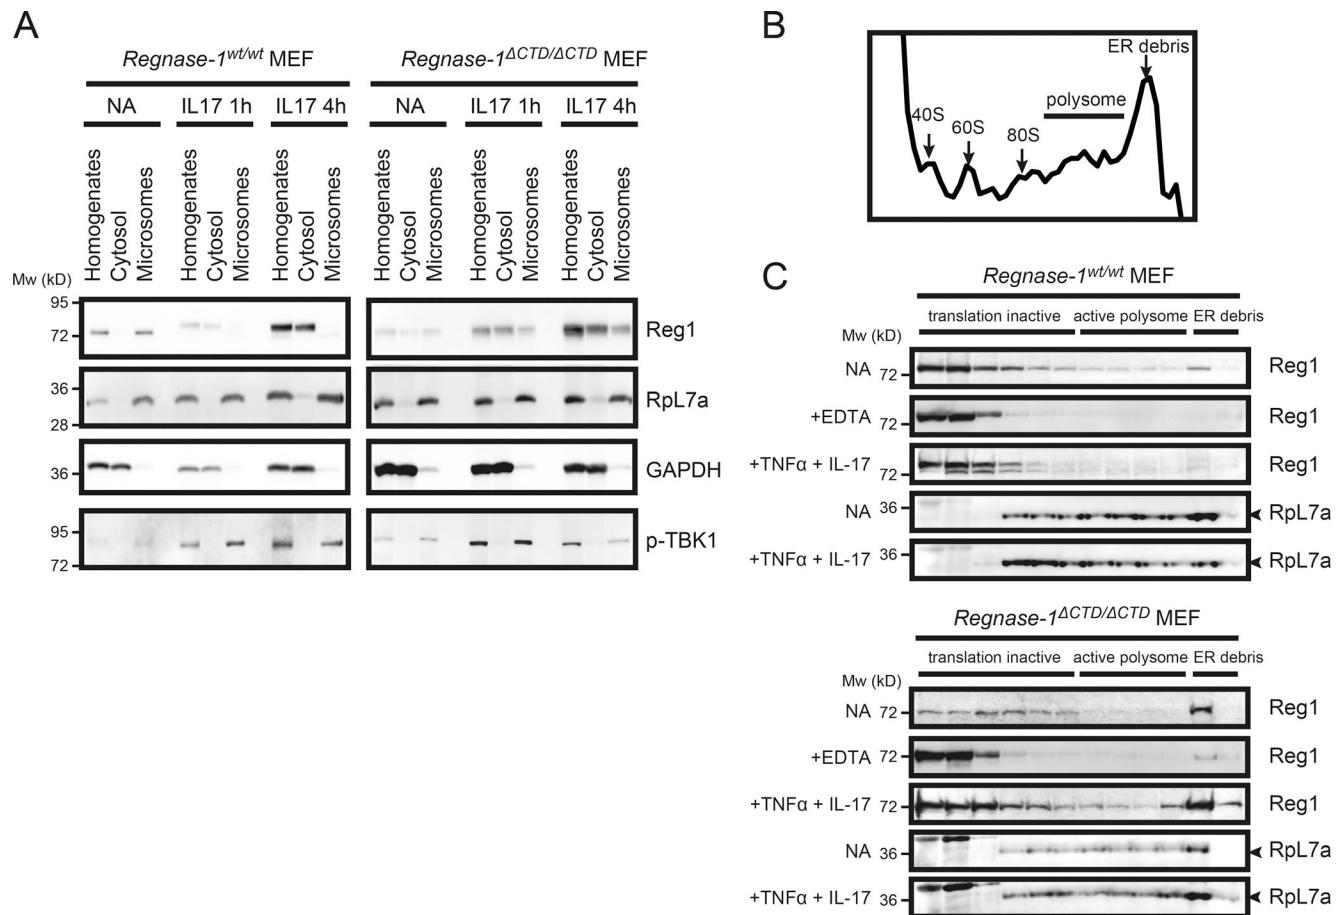 A
Regnase-1wt/wt MEF
Regnase-1ΔCTD/ΔCTD MEF
NA IL17 1h IL17 4h NA IL17 1h IL17 4h
Homogenates Cytosol Microsomes Homogenates Cytosol Microsomes Homogenates Cytosol Microsomes Homogenates Cytosol Microsomes Homogenates Cytosol Microsomes Homogenates Cytosol Microsomes
Mw (kD)
95
72
Reg1
36
28
RpL7a
36
GAPDH
95
72
p-TBK1
B
ER debris
polysome
40S
60S
80S
C
Regnase-1wt/wt MEF
translation inactive active polysome ER debris
Mw (kD)
NA 72 Reg1
+EDTA 72 Reg1
+TNFα + IL-17 72 Reg1
NA 36 RpL7a
+TNFα + IL-17 36 RpL7a
Regnase-1ΔCTD/ΔCTD MEF
translation inactive active polysome ER debris
Mw (kD)
NA 72 Reg1
+EDTA 72 Reg1
+TNFα + IL-17 72 Reg1
NA 36 RpL7a
+TNFα + IL-17 36 RpL7a